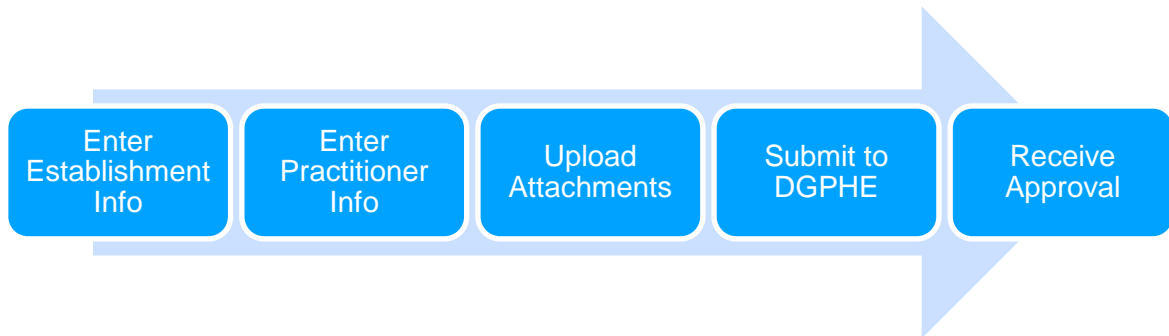 Enter
Establishment
Info
Enter
Practitioner
Info
Upload
Attachments
Submit to
DGPHE
Receive
Approval